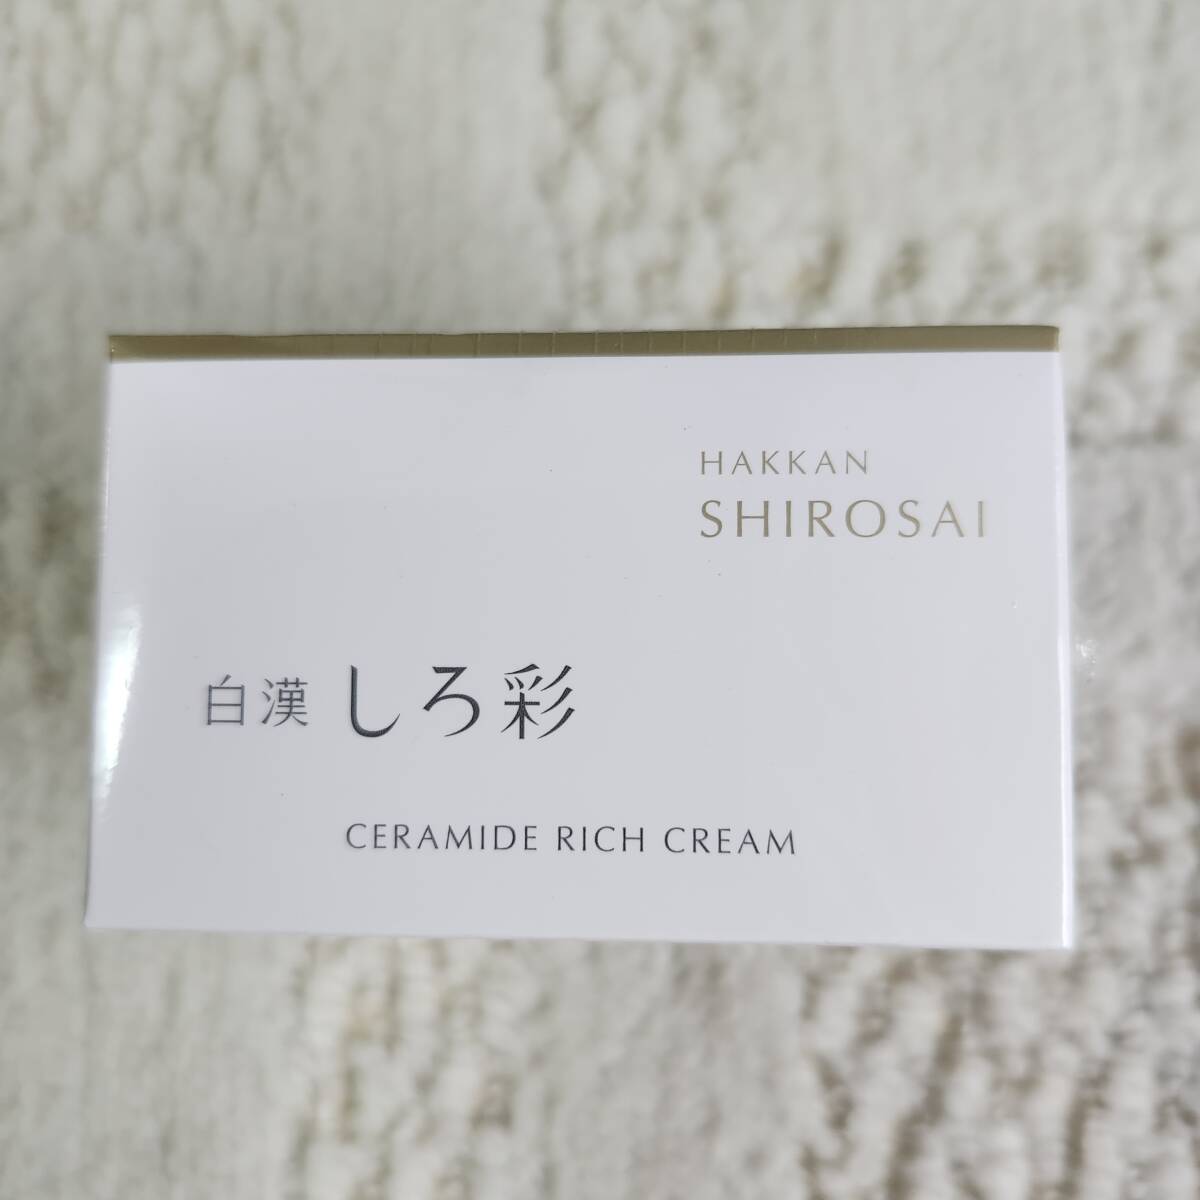 HAKKAN
SHIROSAI
白漢 しろ彩
CERAMIDE RICH CREAM